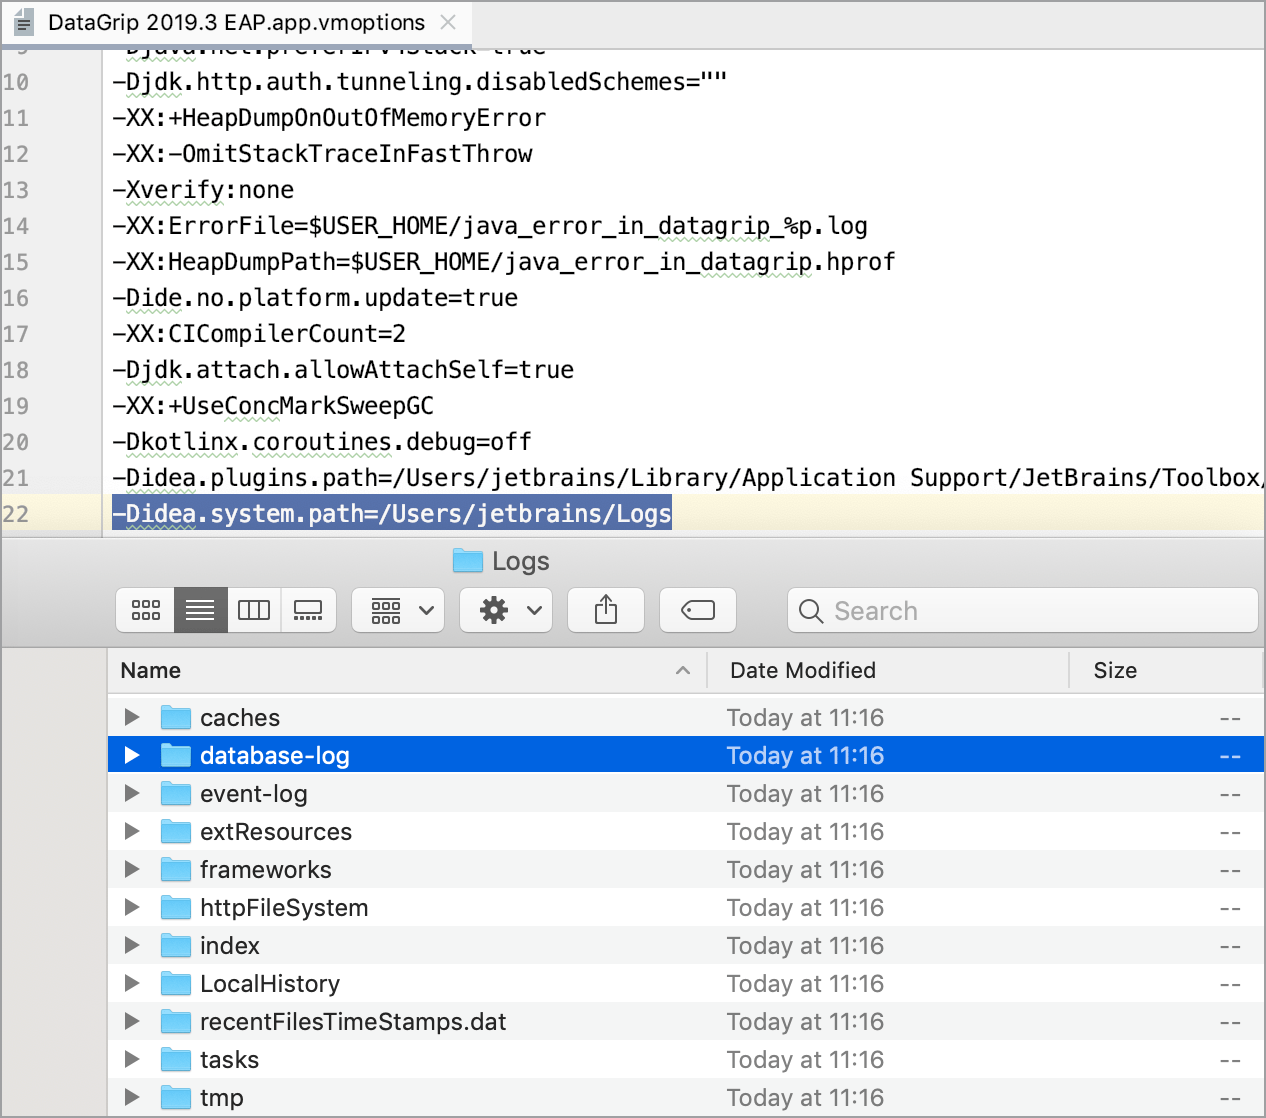 DataGrip 2019.3 EAP.app.vmoptions
9 -Djava.net.preferIPv4Stack=true
10 -Djdk.http.auth.tunneling.disabledSchemes=""
11 -XX:+HeapDumpOnOutOfMemoryError
12 -XX:-OmitStackTraceInFastThrow
13 -Xverify:none
14 -XX:ErrorFile=$USER_HOME/java_error_in_datagrip_%p.log
15 -XX:HeapDumpPath=$USER_HOME/java_error_in_datagrip.hprof
16 -Dide.no.platform.update=true
17 -XX:CICompilerCount=2
18 -Djdk.attach.allowAttachSelf=true
19 -XX:+UseConcMarkSweepGC
20 -Dkotlinx.coroutines.debug=off
21 -Didea.plugins.path=/Users/jetbrains/Library/Application Support/JetBrains/Toolbox/
22 -Didea.system.path=/Users/jetbrains/Logs
Logs
Search
Name Date Modified Size
caches Today at 11:16 --
database-log Today at 11:16 --
event-log Today at 11:16 --
extResources Today at 11:16 --
frameworks Today at 11:16 --
httpFileSystem Today at 11:16 --
index Today at 11:16 --
LocalHistory Today at 11:16 --
recentFilesTimeStamps.dat Today at 11:16 --
tasks Today at 11:16 --
tmp Today at 11:16 --